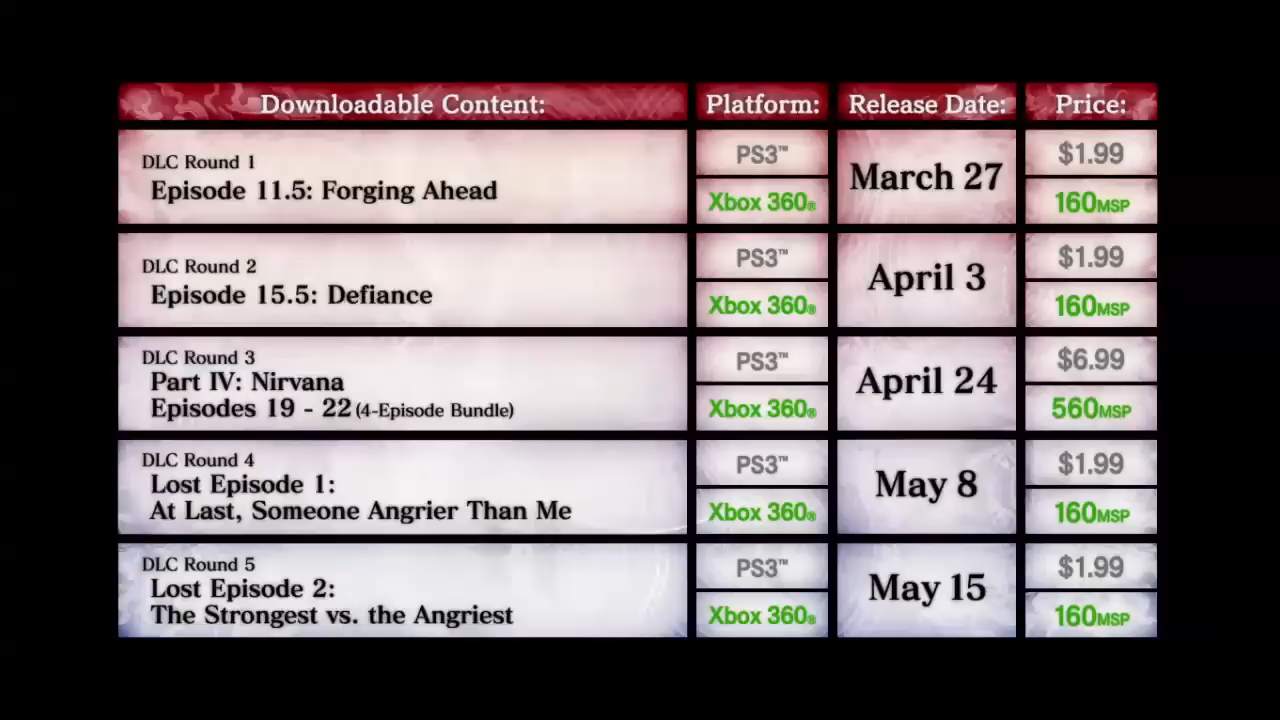 Downloadable Content: Platform: Release Date: Price:
DLC Round 1
Episode 11.5: Forging Ahead
PS3™
Xbox 360®
March 27
$1.99
160MSP
DLC Round 2
Episode 15.5: Defiance
PS3™
Xbox 360®
April 3
$1.99
160MSP
DLC Round 3
Part IV: Nirvana
Episodes 19 - 22 (4-Episode Bundle)
PS3™
Xbox 360®
April 24
$6.99
560MSP
DLC Round 4
Lost Episode 1:
At Last, Someone Angrier Than Me
PS3™
Xbox 360®
May 8
$1.99
160MSP
DLC Round 5
Lost Episode 2:
The Strongest vs. the Angriest
PS3™
Xbox 360®
May 15
$1.99
160MSP